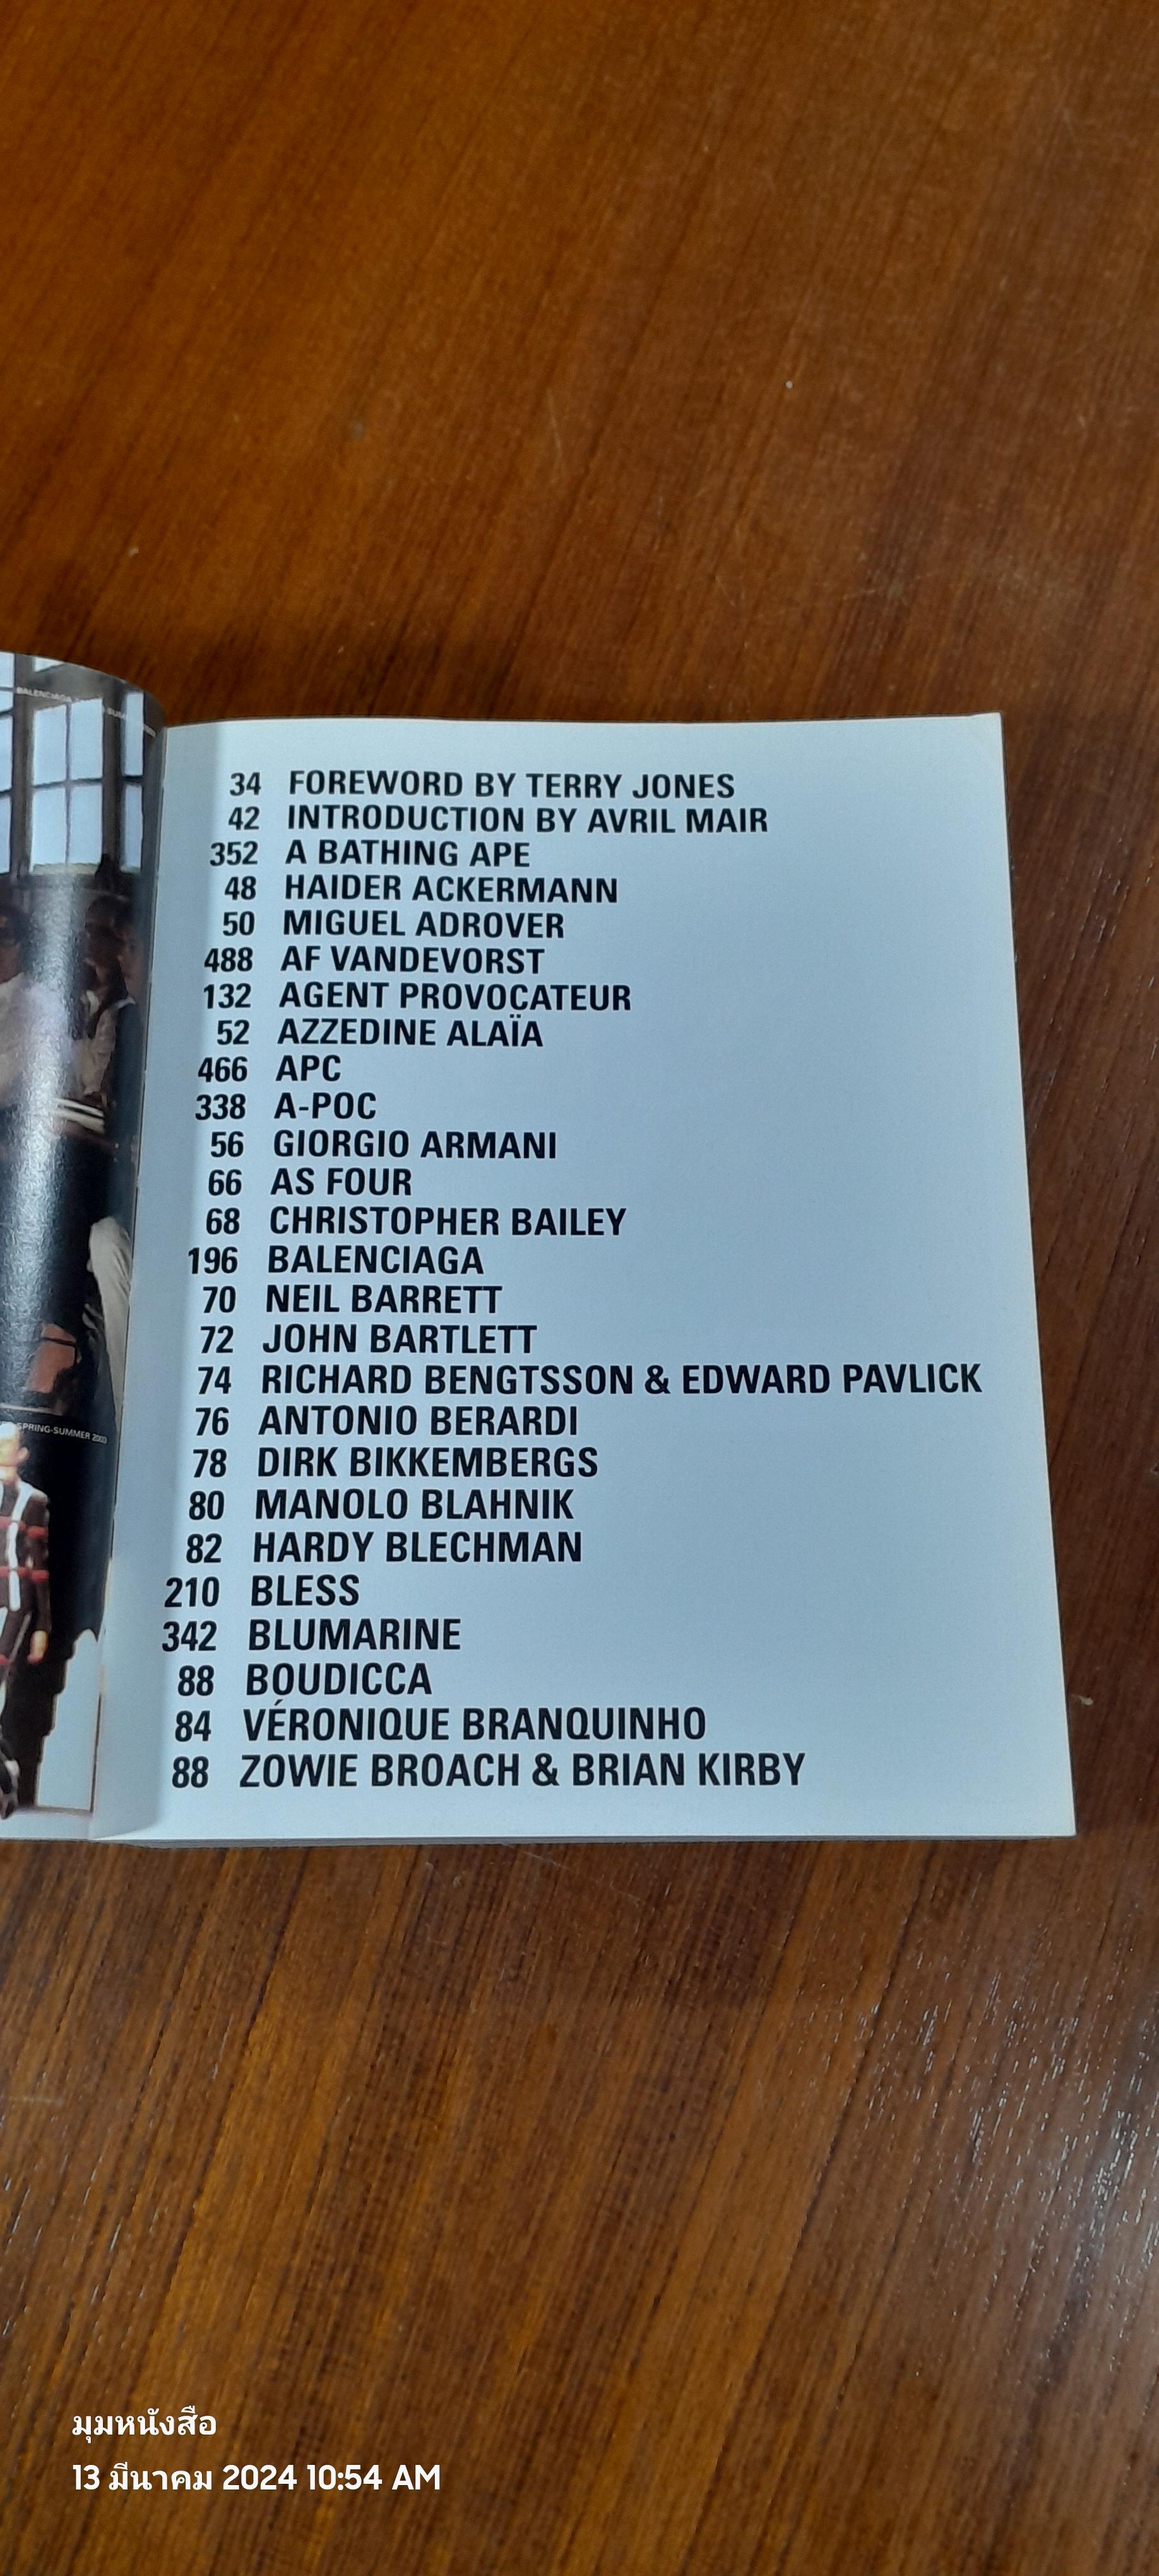 BALENCIAGA
SPRING-SUMMER 2003
34 FOREWORD BY TERRY JONES
42 INTRODUCTION BY AVRIL MAIR
352 A BATHING APE
48 HAIDER ACKERMANN
50 MIGUEL ADROVER
488 AF VANDEVORST
132 AGENT PROVOCATEUR
52 AZZEDINE ALAÏA
466 APC
338 A-POC
56 GIORGIO ARMANI
66 AS FOUR
68 CHRISTOPHER BAILEY
196 BALENCIAGA
70 NEIL BARRETT
72 JOHN BARTLETT
74 RICHARD BENGTSSON & EDWARD PAVLICK
76 ANTONIO BERARDI
78 DIRK BIKKEMBERGS
80 MANOLO BLAHNIK
82 HARDY BLECHMAN
210 BLESS
342 BLUMARINE
88 BOUDICCA
84 VÉRONIQUE BRANQUINHO
88 ZOWIE BROACH & BRIAN KIRBY
มุมหนังสือ
13 มีนาคม 2024 10:54 AM